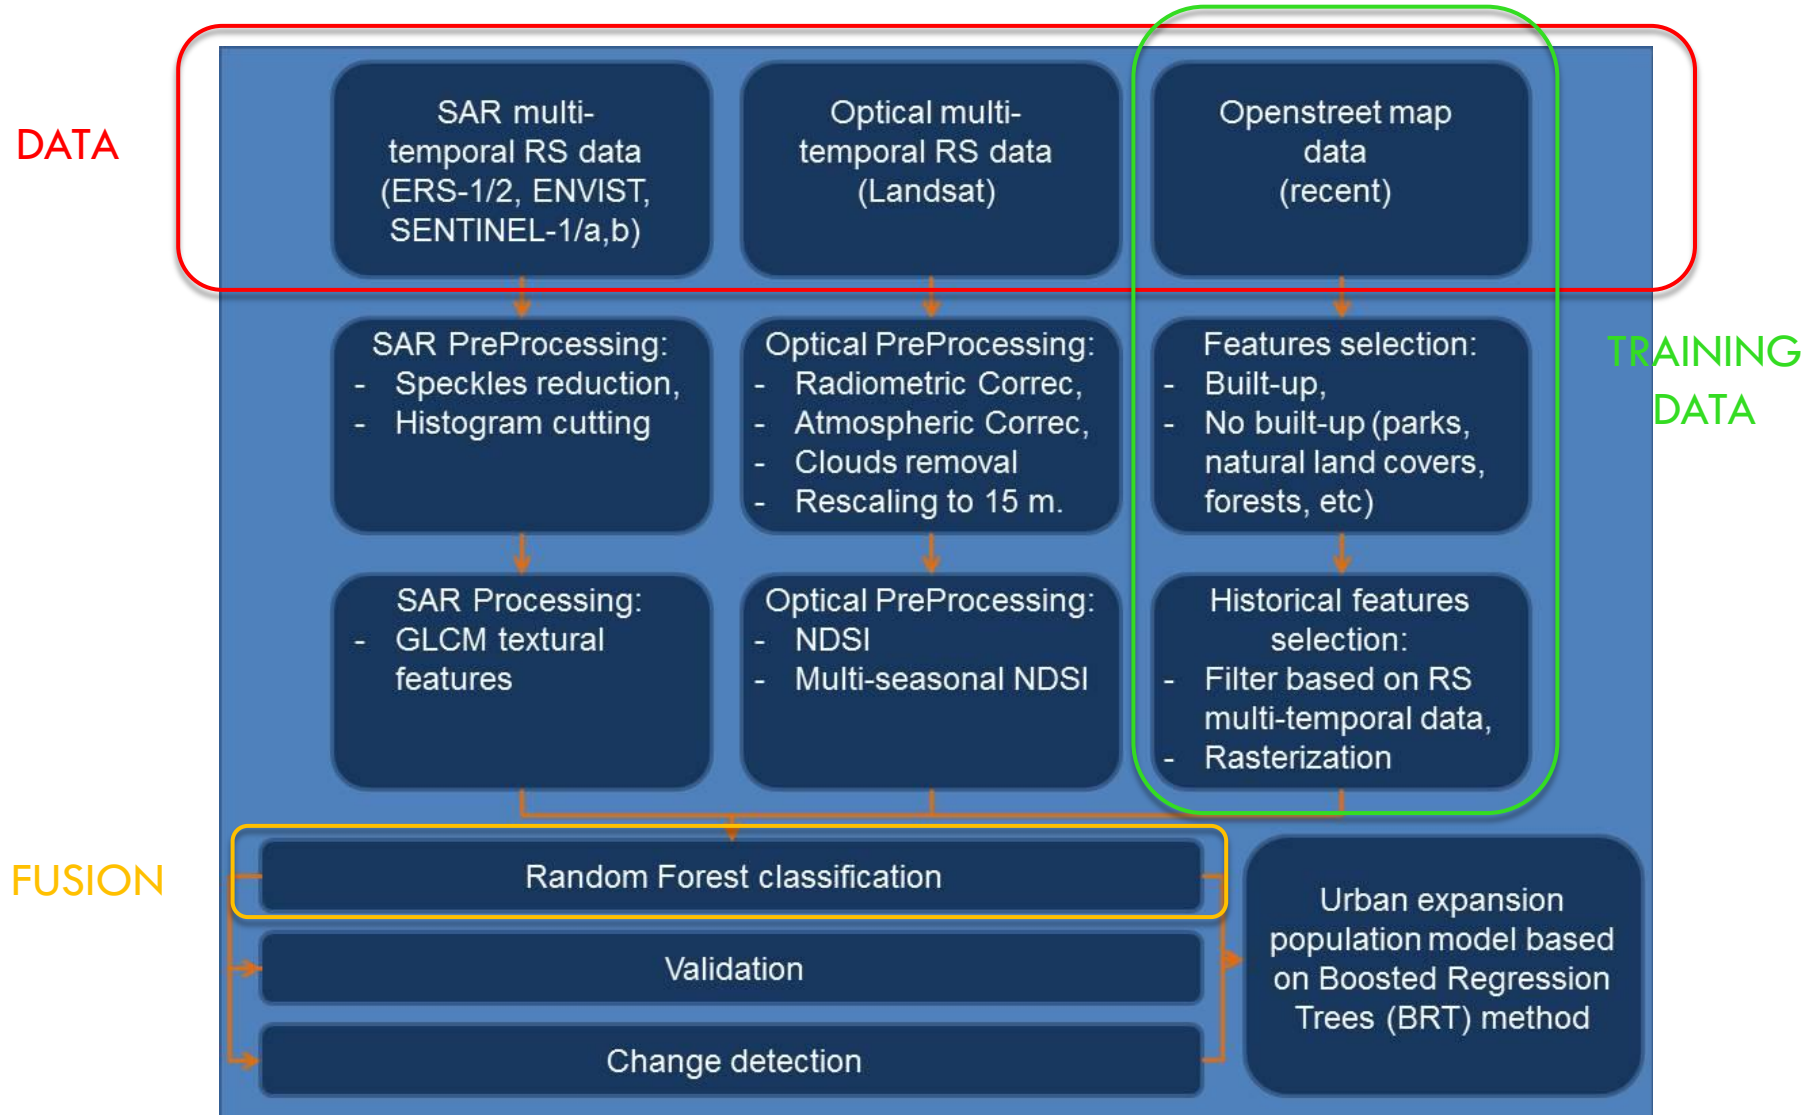 DATA
SAR multi-
temporal RS data
(ERS-1/2, ENVIST,
SENTINEL-1/a,b)
Optical multi-
temporal RS data
(Landsat)
Openstreet map
data
(recent)
SAR PreProcessing:
- Speckles reduction,
- Histogram cutting
Optical PreProcessing:
- Radiometric Correc,
- Atmospheric Correc,
- Clouds removal
- Rescaling to 15 m.
Features selection:
- Built-up,
- No built-up (parks,
natural land covers,
forests, etc)
TRAINING
DATA
SAR Processing:
- GLCM textural
features
Optical PreProcessing:
- NDSI
- Multi-seasonal NDSI
Historical features
selection:
- Filter based on RS
multi-temporal data,
- Rasterization
FUSION
Random Forest classification
Validation
Change detection
Urban expansion
population model based
on Boosted Regression
Trees (BRT) method